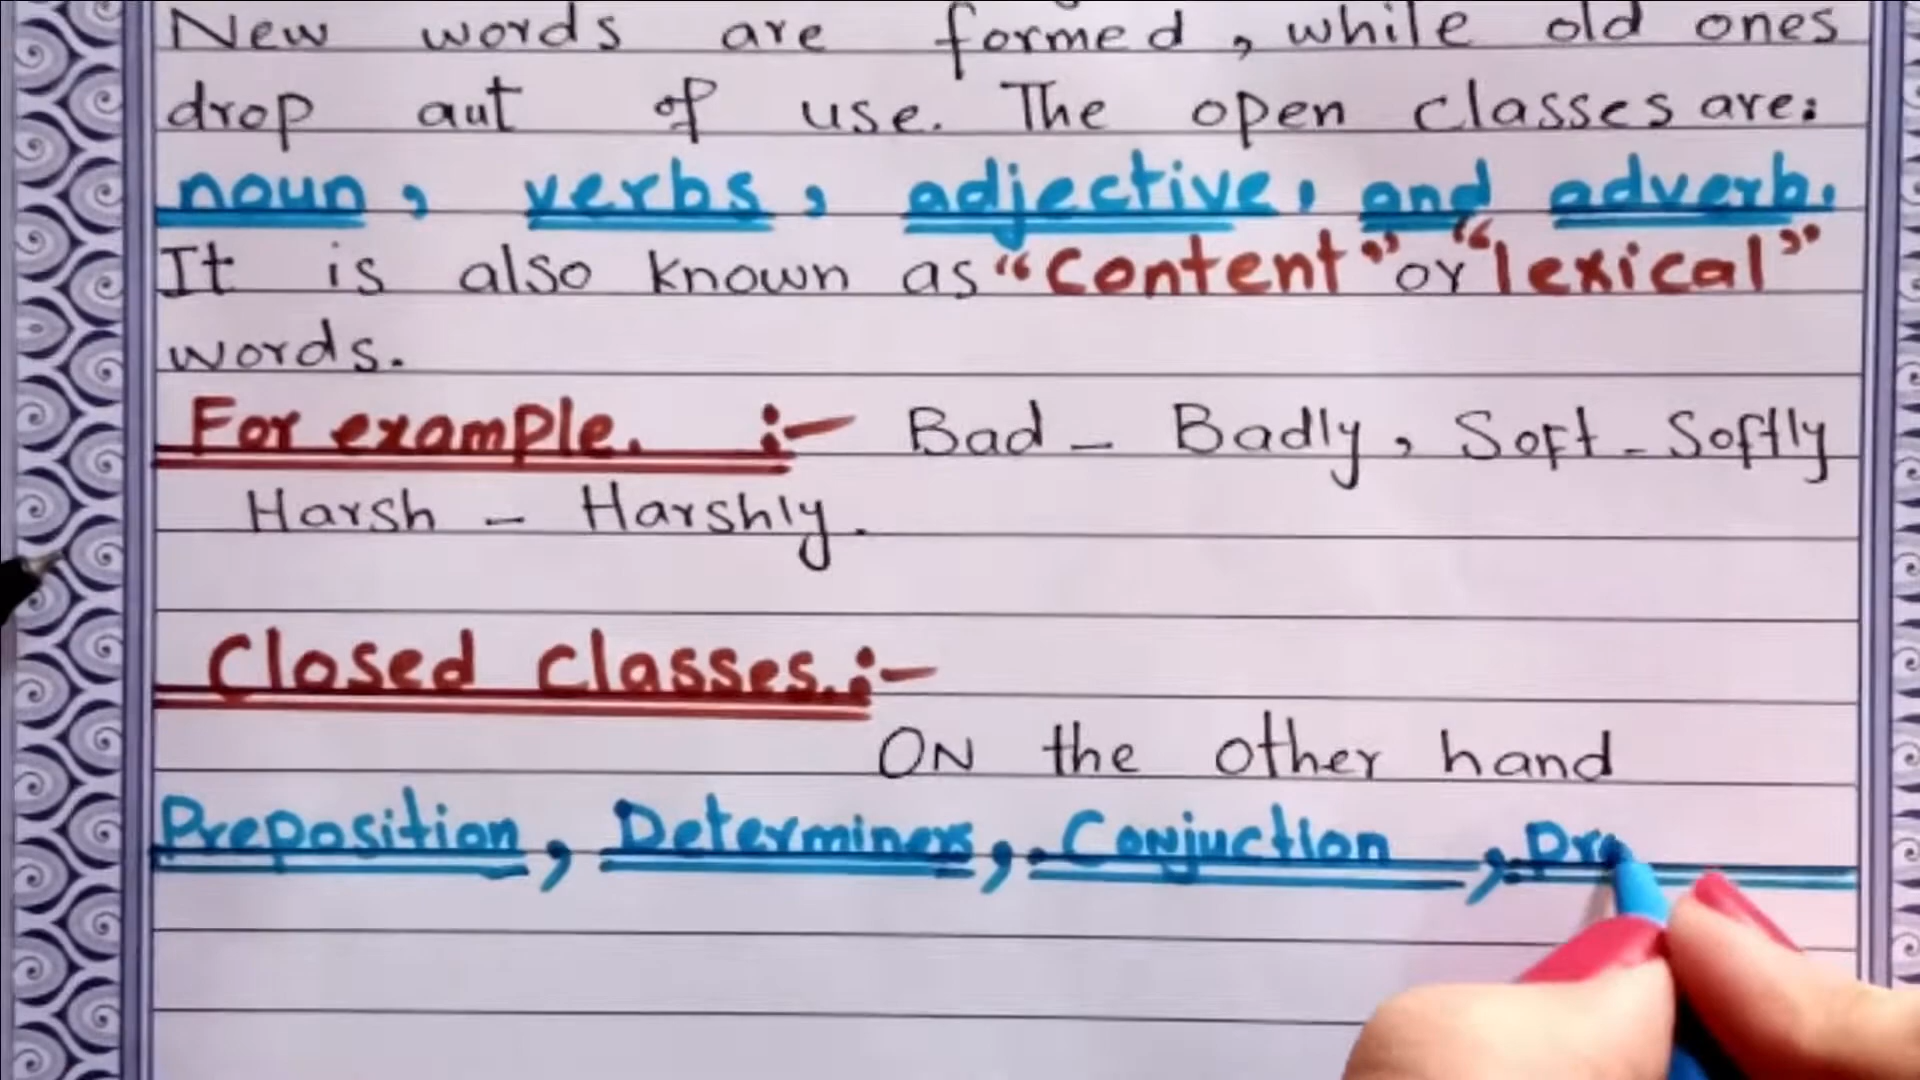 New words are formed, while old ones
drop aut of use. The open classes are:
noun, verbs, adjective, and adverb.
It is also known as "Content" or "lexical"
words.
For example. :- Bad - Badly, Soft - Softly
Harsh - Harshly.
Closed Classes.:-
ON the other hand
Preposition, Determiners, Conjuction, Pro